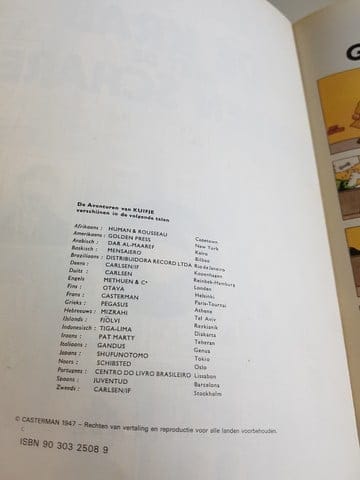 De Avonturen van KUIFJE
verschijnen in de volgende talen
Afrikaans : HUMAN & ROUSSEAU Capetown
Amerikaans : GOLDEN PRESS New York
Arabisch : DAR AL-MAAREF Kairo
Baskisch : MENSAJERO Bilbao
Braziliaans : DISTRIBUIDORA RECORD LTDA Rio de Janeiro
Deens : CARLSEN/IF Kopenhagen
Duits : CARLSEN Reinbek-Hamburg
Engels : METHUEN & Cº London
Fins : OTAVA Helsinki
Frans : CASTERMAN Paris-Tournai
Grieks : PEGASUS Athene
Hebreeuws : MIZRAHI Tel Aviv
IJslands : FJÖLVI Reykjanik
Indonesisch : TIGA-LIMA Djakarta
Iraans : PAT MARTY Teheran
Italiaans : GANDUS Genua
Japans : SHUFUNOTOMO Tokio
Noors : SCHIBSTED Oslo
Portugees : CENTRO DO LIVRO BRASILEIRO Lissabon
Spaans : JUVENTUD Barcelona
Zweeds : CARLSEN/IF Stockholm
© CASTERMAN 1947 - Rechten van vertaling en reproductie voor alle landen voorbehouden.
ISBN 90 303 2508 9
G